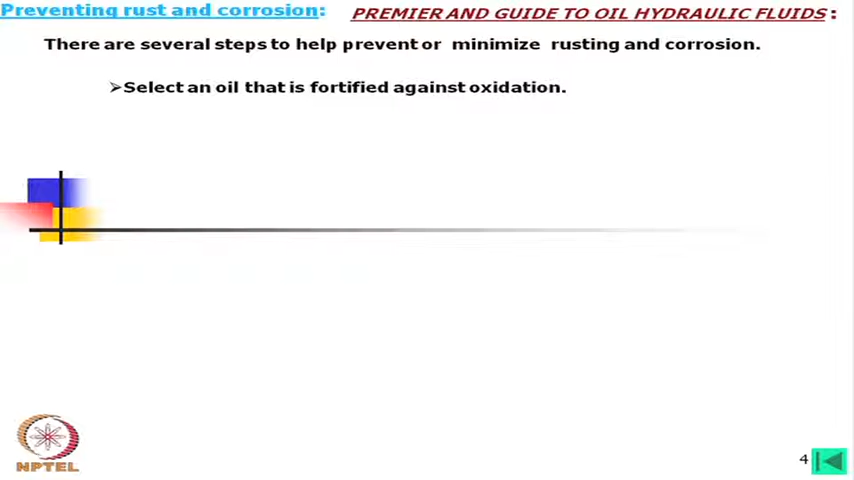 Preventing rust and corrosion:
PREMIER AND GUIDE TO OIL HYDRAULIC FLUIDS :
There are several steps to help prevent or minimize rusting and corrosion.
➢Select an oil that is fortified against oxidation.
NPTEL
4